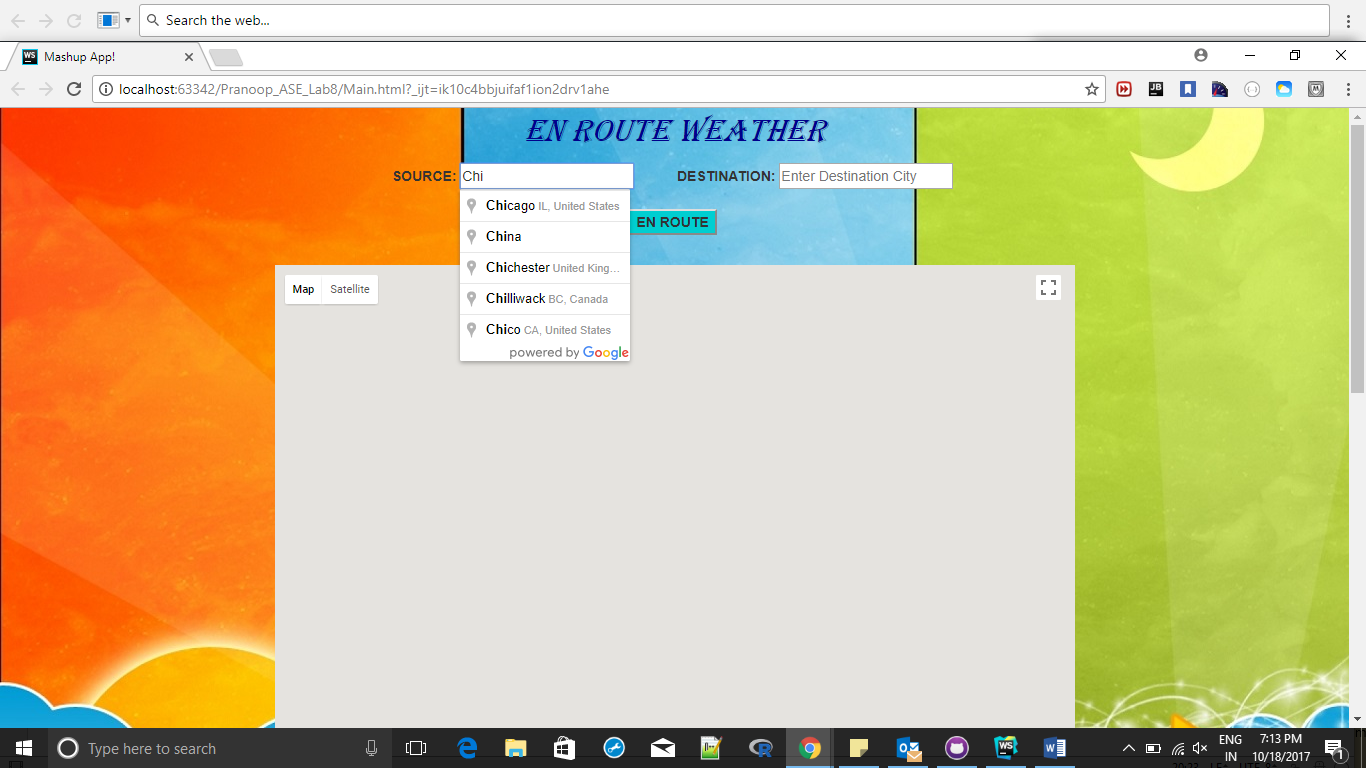 Search the web...
WS Mashup App!
localhost:63342/Pranoop_ASE_Lab8/Main.html?_ijt=ik10c4bbjuifaf1ion2drv1ahe
JB
EN ROUTE WEATHER
SOURCE: Chi DESTINATION: Enter Destination City
Chicago IL, United States
EN ROUTE
China
Chichester United King...
Chilliwack BC, Canada
Chico CA, United States
powered by Google
Map Satellite
Type here to search
ENG 7:13 PM
IN 10/18/2017